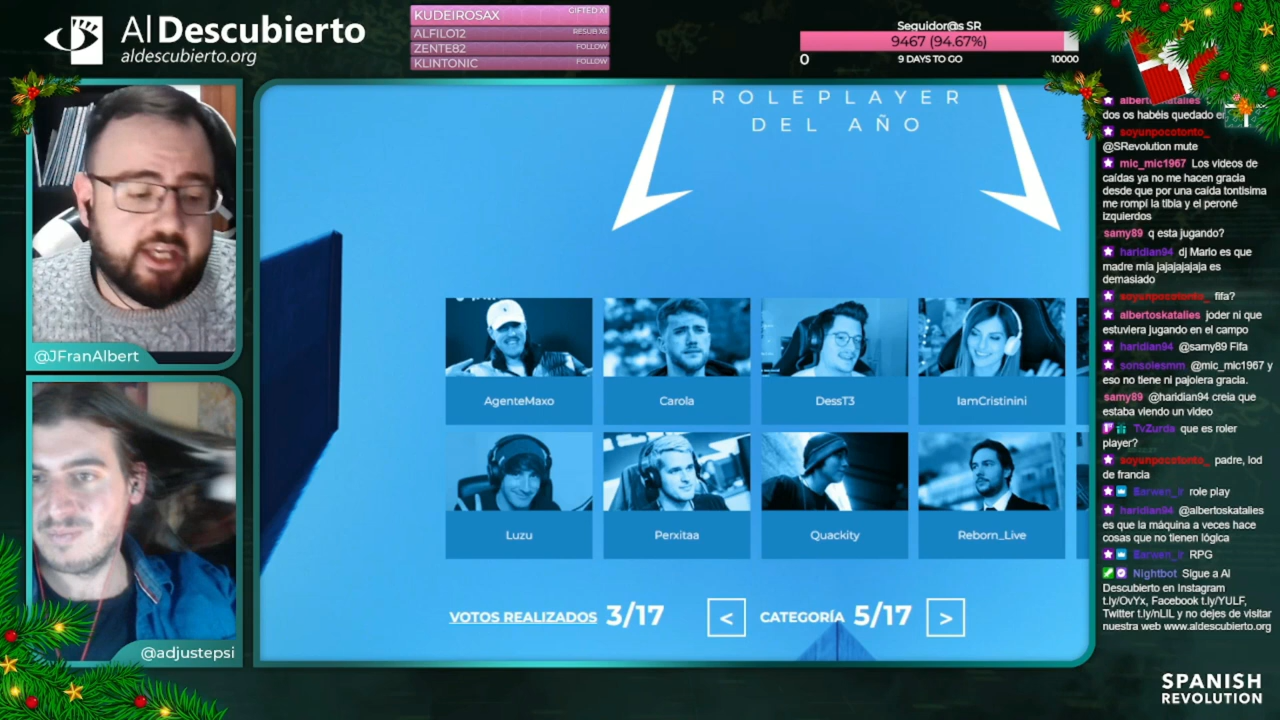 Al Descubierto
aldescubierto.org
KUDEIROSAX GIFTED X1
ALFILO12 RESUB X6
ZENTE82 FOLLOW
KLINTONIC FOLLOW
Seguidor@s SR
9467 (94.67%)
0 9 DAYS TO GO 10000
@JFranAlbert
@adjustepsi
ROLEPLAYER
DEL AÑO
AgenteMaxo
Carola
DessT3
IamCristinini
Luzu
Perxitaa
Quackity
Reborn_Live
VOTOS REALIZADOS 3/17
< CATEGORÍA 5/17 >
albertoskatalies
dos os habéis quedado en
soyunpocotonto_
@SRevolution mute
mic_mic1967 Los videos de
caídas ya no me hacen gracia
desde que por una caída tontisima
me rompi la tibia y el peroné
izquierdos
samy89 q esta jugando?
haridian94 dj Mario es que
madre mía jajajajajaja es
demasiado
soyunpocotonto_ fifa?
albertoskatalies joder ni que
estuviera jugando en el campo
haridian94 @samy89 Fifa
sonsolesmm @mic_mic1967 y
eso no tiene ni pajolera gracia.
samy89 @haridian94 creia que
estaba viendo un video
TvZurda que es roler
player?
soyunpocotonto_ padre, lod
de francia
Earwen_ir role play
haridian94 @albertoskatalies
es que la máquina a veces hace
cosas que no tienen lógica
Earwen_ir RPG
Nightbot Sigue a Al
Descubierto en Instagram
t.ly/OvYx, Facebook t.ly/YULF,
Twitter t.ly/nLIL y no dejes de visitar
nuestra web www.aldescubierto.org
SPANISH
REVOLUTION